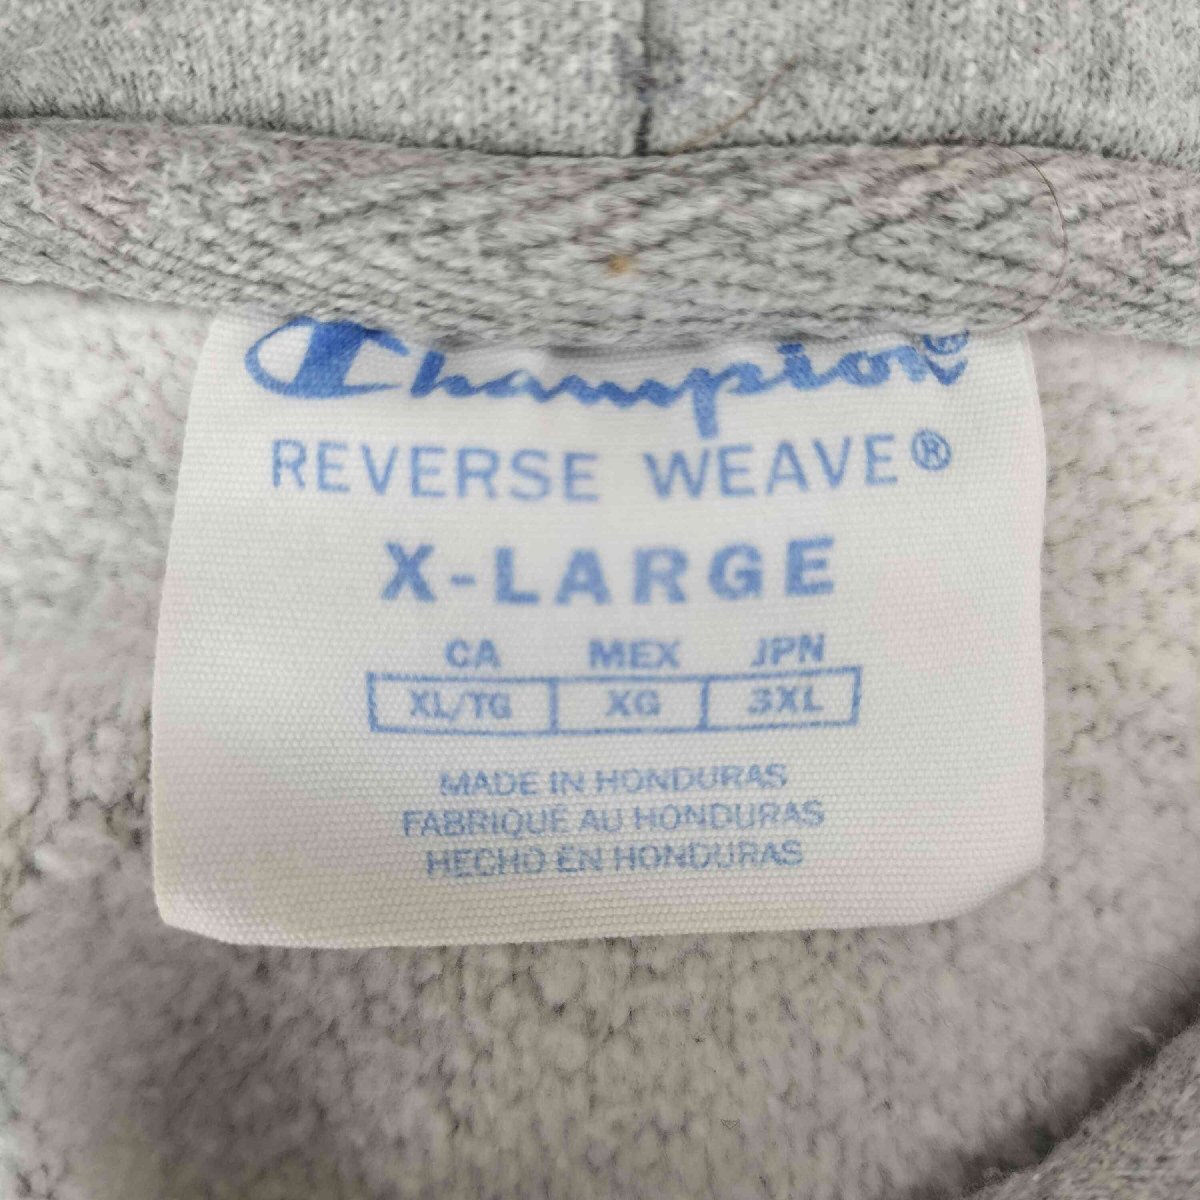 Champion®
REVERSE WEAVE®
X-LARGE
CA MEX JPN
XL/TG XG 3XL
MADE IN HONDURAS
FABRIQUÉ AU HONDURAS
HECHO EN HONDURAS